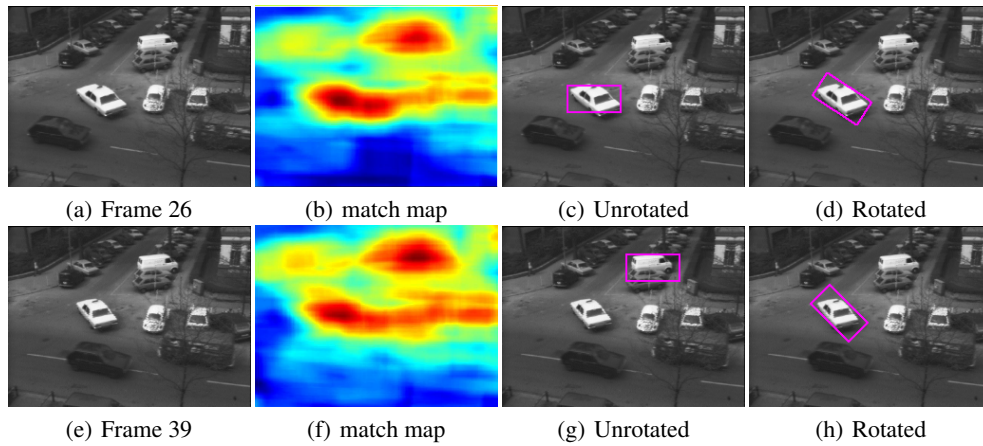 (a) Frame 26 (b) match map (c) Unrotated (d) Rotated
(e) Frame 39 (f) match map (g) Unrotated (h) Rotated